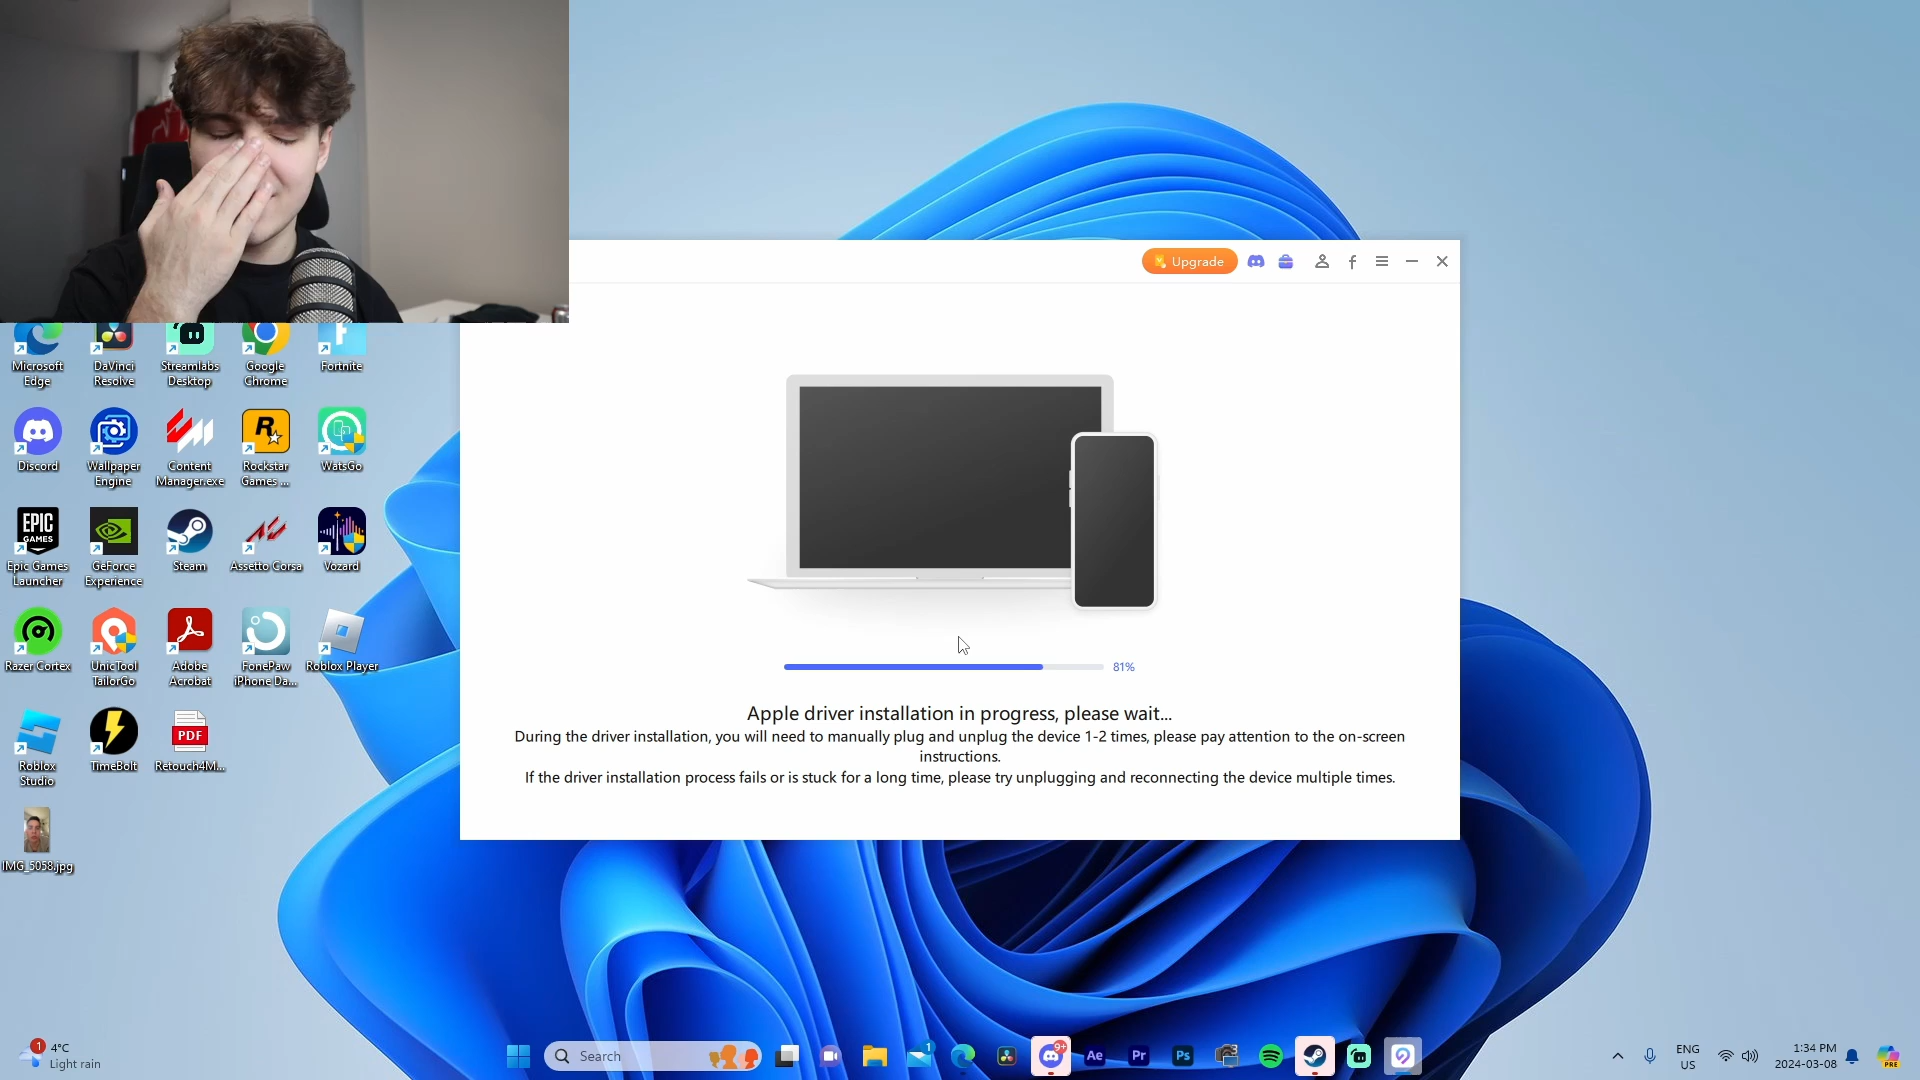 Upgrade
Microsoft Edge
DaVinci Resolve
Streamlabs Desktop
Google Chrome
Fortnite
Discord
Wallpaper Engine
Content Manager.exe
Rockstar Games ...
WatsGo
EPIC GAMES
Epic Games Launcher
GeForce Experience
Steam
Assetto Corsa
Vozard
Razer Cortex
UnicTool TailorGo
Adobe Acrobat
FonePaw iPhone Da...
Roblox Player
Roblox Studio
TimeBolt
PDF
Retouch4M...
IMG_5058.jpg
81%
Apple driver installation in progress, please wait...
During the driver installation, you will need to manually plug and unplug the device 1-2 times, please pay attention to the on-screen
instructions.
If the driver installation process fails or is stuck for a long time, please try unplugging and reconnecting the device multiple times.
1
4°C
Light rain
Search
1
9+
Ae
Pr
Ps
ENG
US
1:34 PM
2024-03-08
PRE